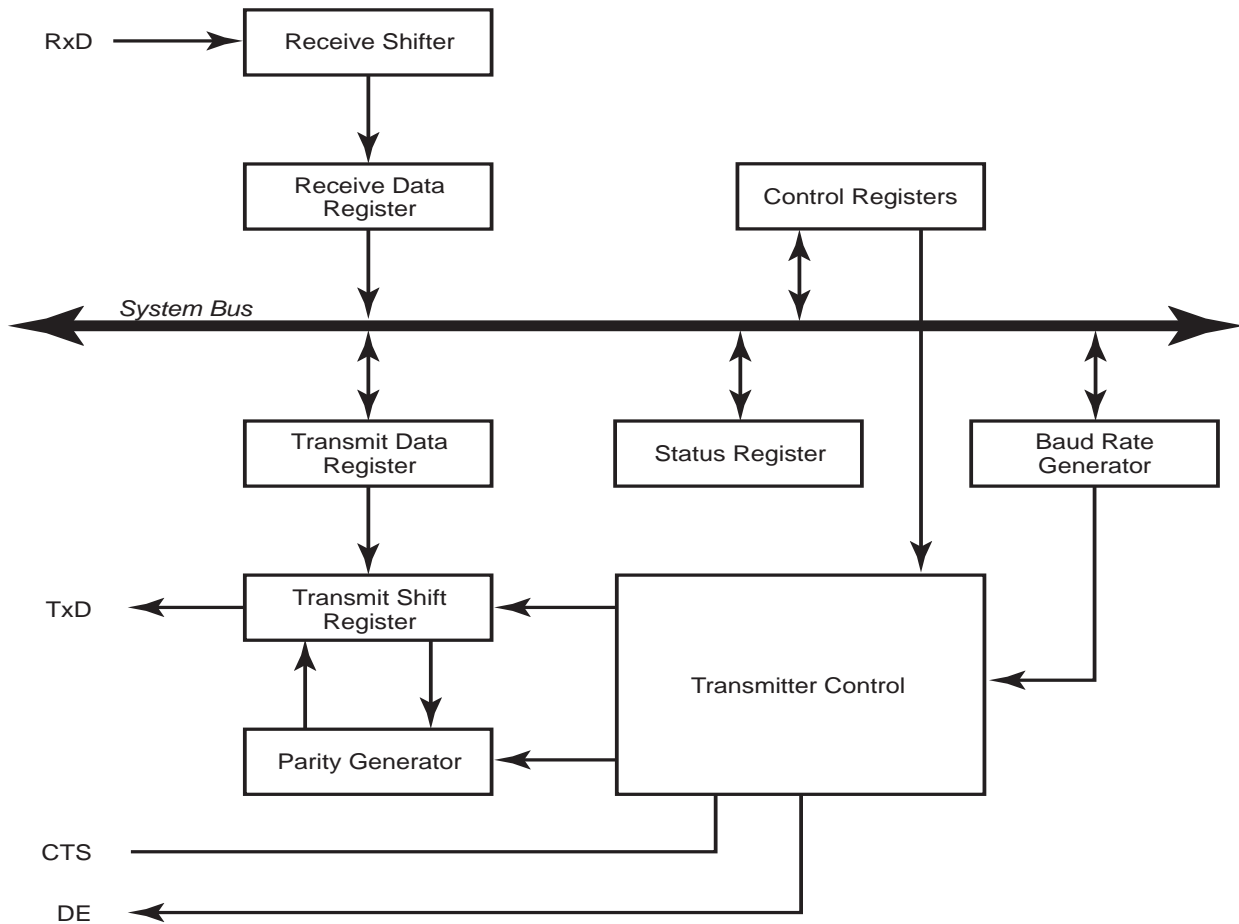 RxD
Receive Shifter
Receive Data
Register
Control Registers
System Bus
Transmit Data
Register
Status Register
Baud Rate
Generator
TxD
Transmit Shift
Register
Transmitter Control
Parity Generator
CTS
DE